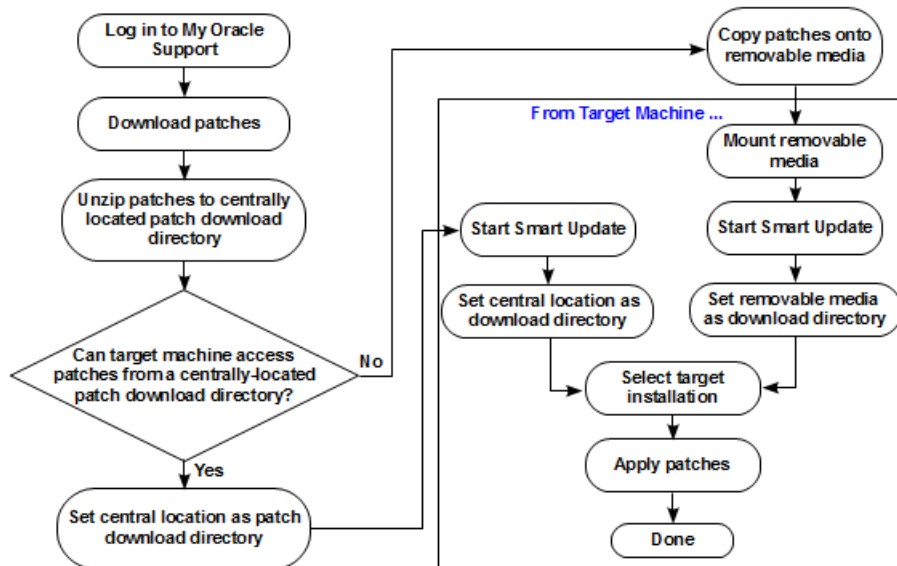 Log in to My Oracle
Support
Download patches
Unzip patches to centrally
located patch download
directory
Can target machine access
patches from a centrally-located
patch download directory?
No
Yes
Set central location as patch
download directory
Copy patches onto
removable media
From Target Machine ...
Mount removable
media
Start Smart Update
Set removable media
as download directory
Start Smart Update
Set central location as
download directory
Select target
installation
Apply patches
Done